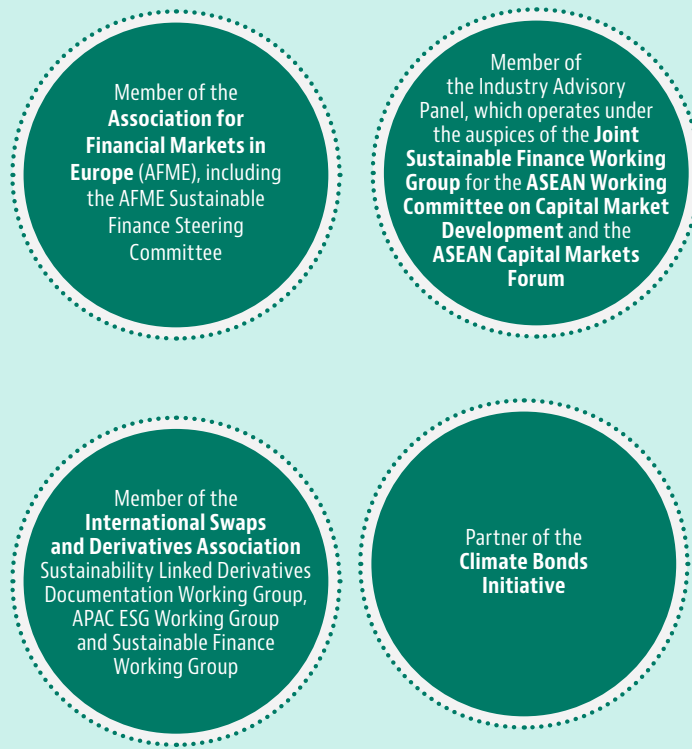 Member of the
Association for
Financial Markets in
Europe (AFME), including
the AFME Sustainable
Finance Steering
Committee
Member of
the Industry Advisory
Panel, which operates under
the auspices of the Joint
Sustainable Finance Working
Group for the ASEAN Working
Committee on Capital Market
Development and the
ASEAN Capital Markets
Forum
Member of the
International Swaps
and Derivatives Association
Sustainability Linked Derivatives
Documentation Working Group,
APAC ESG Working Group
and Sustainable Finance
Working Group
Partner of the
Climate Bonds
Initiative